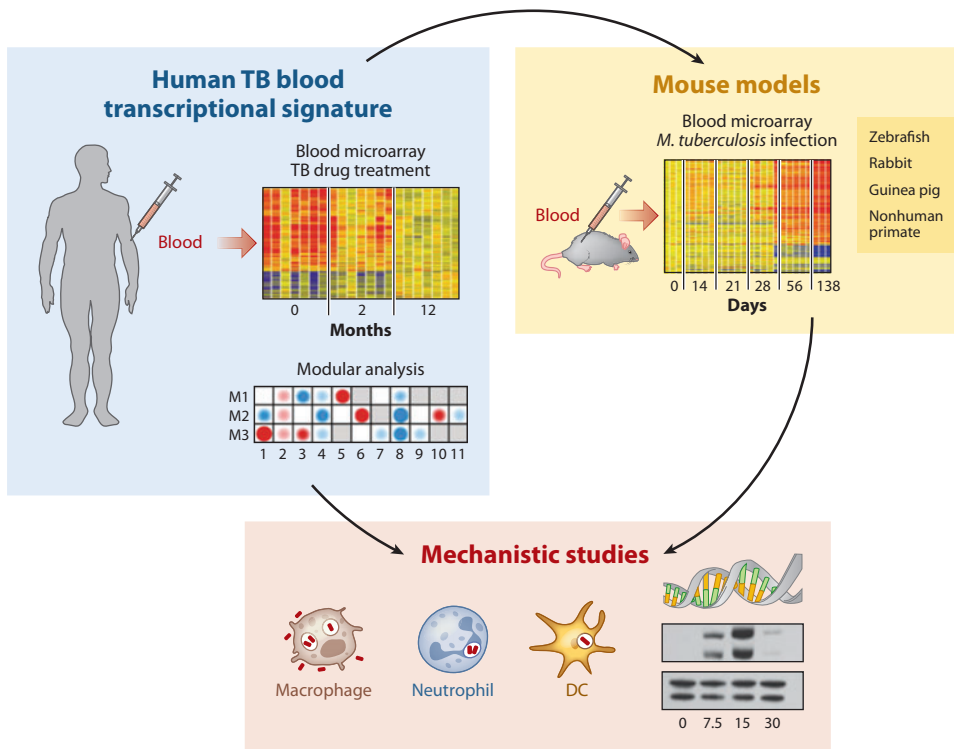 Human TB blood
transcriptional signature
Blood microarray
TB drug treatment
Blood
0 2 12
Months
Modular analysis
M1
M2
M3
1 2 3 4 5 6 7 8 9 10 11
Mouse models
Blood microarray
M. tuberculosis infection
Blood
0 14 21 28 56 138
Days
Zebrafish
Rabbit
Guinea pig
Nonhuman
primate
Mechanistic studies
Macrophage
Neutrophil
DC
0 7.5 15 30